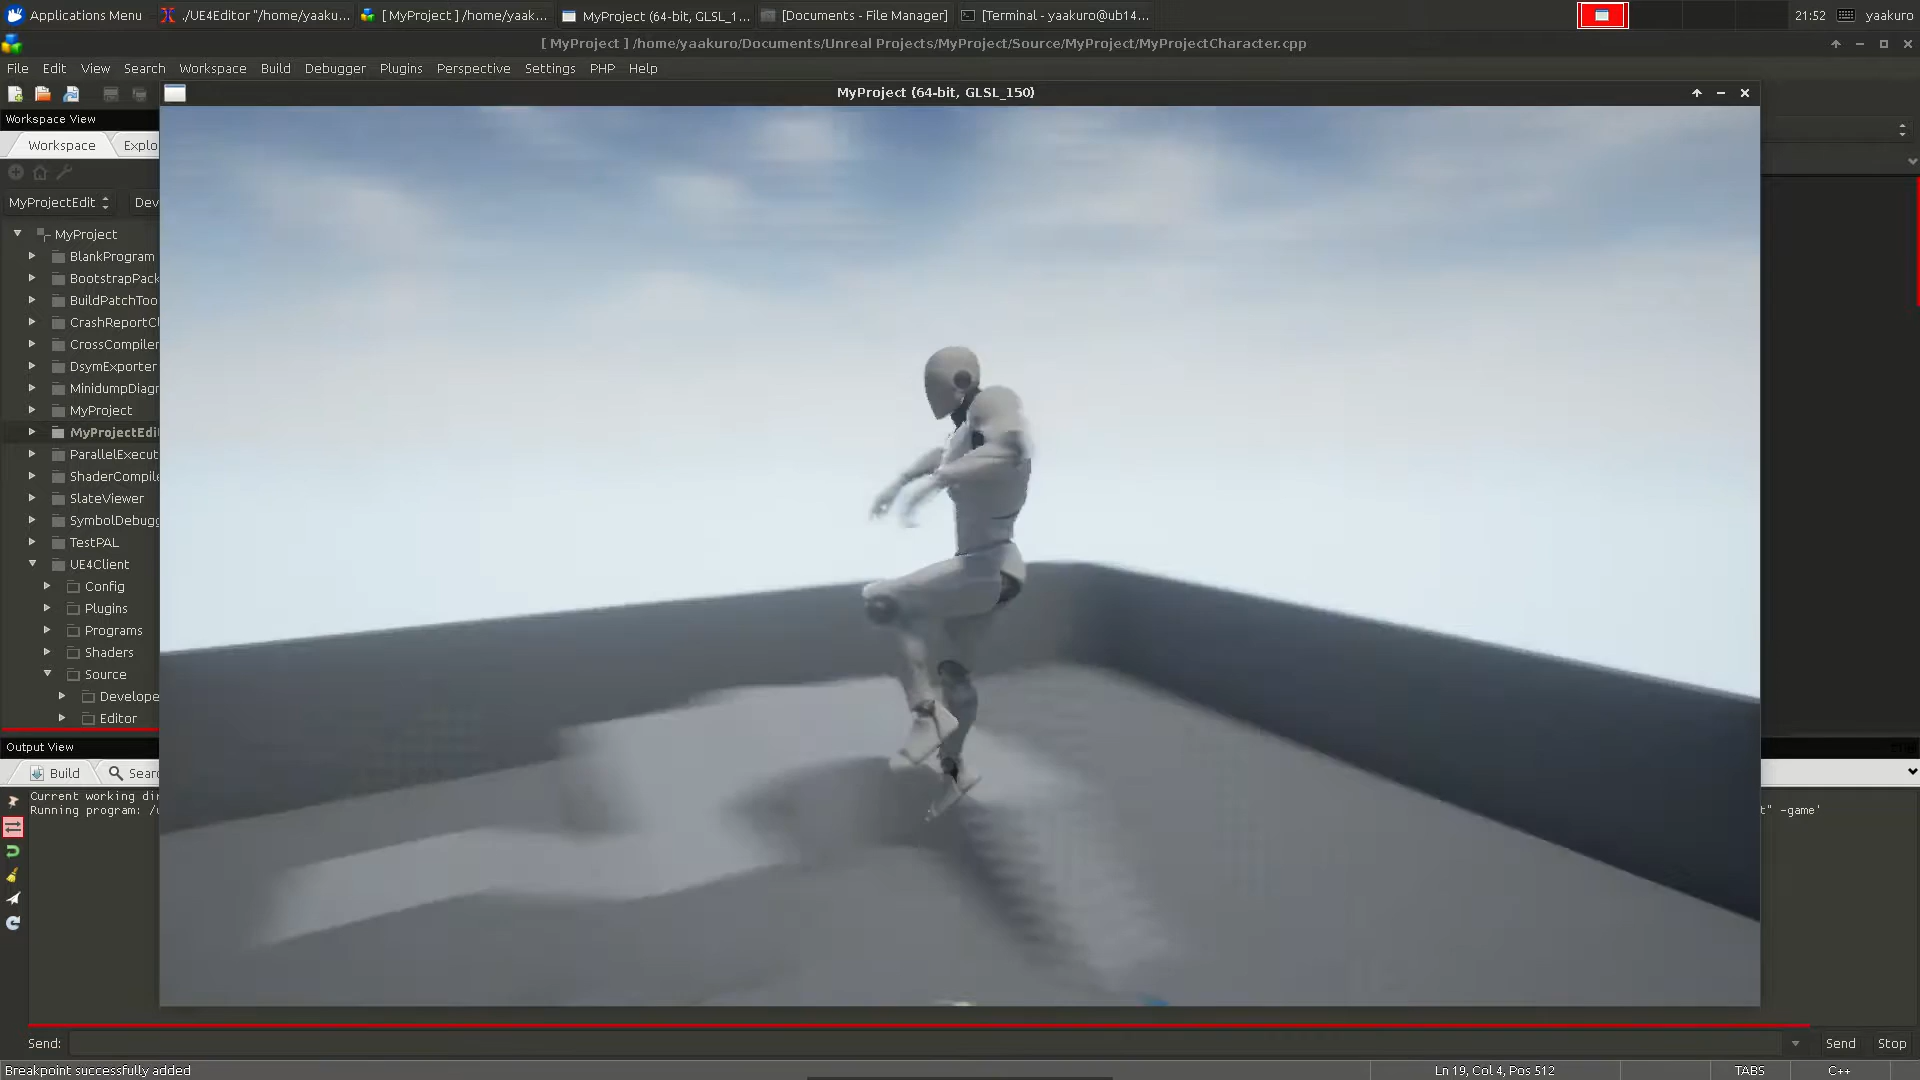 Applications Menu
./UE4Editor "/home/yaaku...
[ MyProject ] /home/yaak...
MyProject (64-bit, GLSL_1...
[Documents - File Manager]
[Terminal - yaakuro@ub14...
21:52
yaakuro
[ MyProject ] /home/yaakuro/Documents/Unreal Projects/MyProject/Source/MyProject/MyProjectCharacter.cpp
File Edit View Search Workspace Build Debugger Plugins Perspective Settings PHP Help
MyProject (64-bit, GLSL_150)
Workspace View
Workspace
Explo
MyProjectEdit
Dev
MyProject
BlankProgram
BootstrapPack
BuildPatchToo
CrashReportCl
CrossCompiler
DsymExporter
MinidumpDiagr
MyProject
MyProjectEdi
ParallelExecut
ShaderCompile
SlateViewer
SymbolDebugg
TestPAL
UE4Client
Config
Plugins
Programs
Shaders
Source
Develope
Editor
Output View
Build
Searc
Current working dir
Running program: /u
t" -game'
Send:
Send
Stop
Breakpoint successfully added
Ln 19, Col 4, Pos 512
TABS
C++